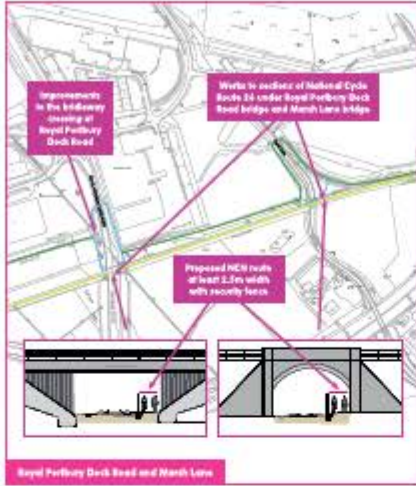 Improvements
to the bridleway
crossing at
Royal Portbury
Dock Road
Works to sections of National Cycle
Route 26 under Royal Portbury Dock
Road bridge and Marsh Lane bridge
Proposed NCN route
at least 2.5m width
with security fence
Royal Portbury Dock Road and Marsh Lane